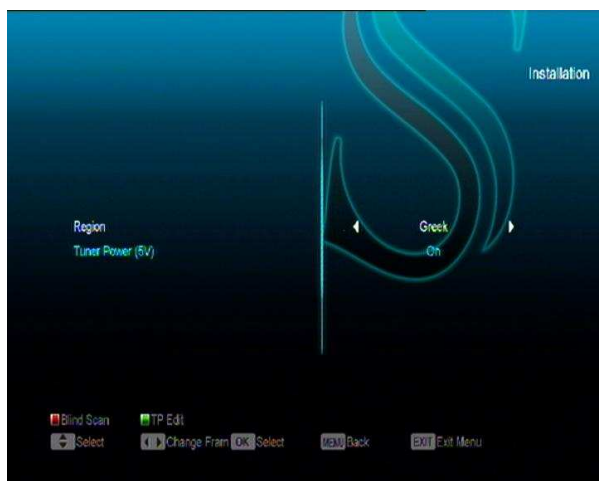 Installation
Region Greek
Tuner Power (5V) On
Blind Scan TP Edit
Select Change Fram OK Select MENU Back EXIT Exit Menu